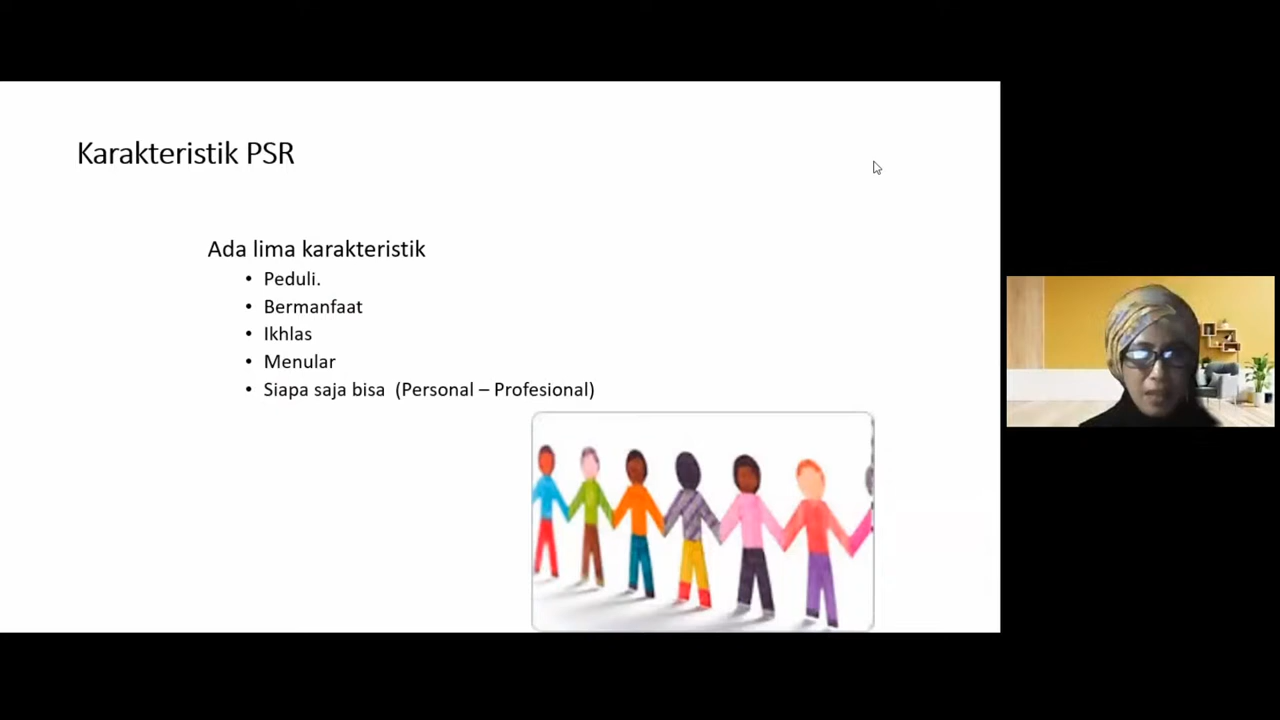 Karakteristik PSR
Ada lima karakteristik
• Peduli.
• Bermanfaat
• Ikhlas
• Menular
• Siapa saja bisa (Personal – Profesional)